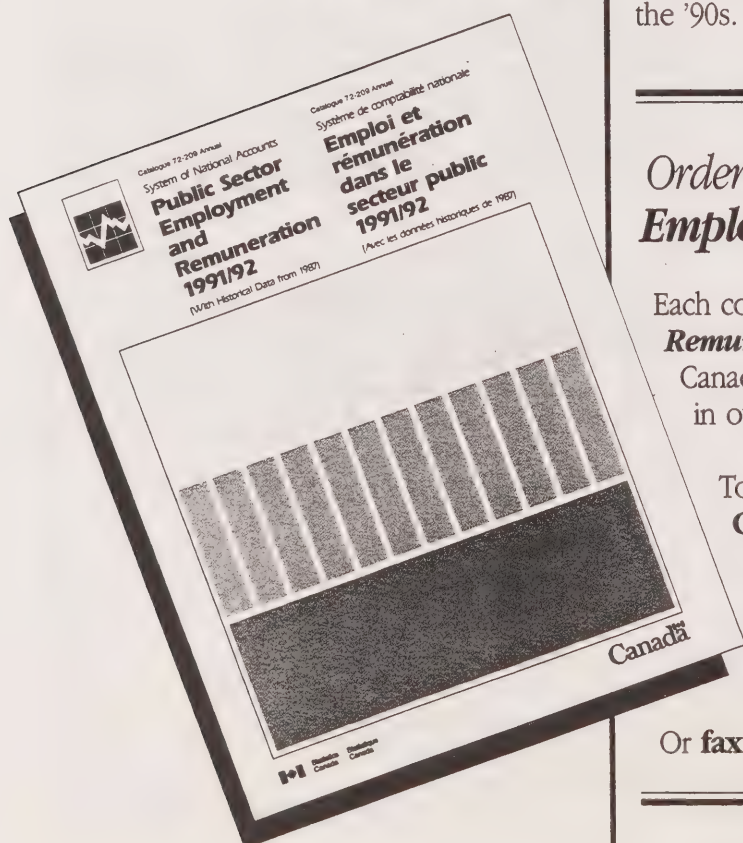 Catalogue 72-209 Annual
System of National Accounts
Public Sector
Employment
and
Remuneration
1991/92
(With Historical Data from 1987)
Catalogue 72-209 Annuel
Système de comptabilité nationale
Emploi et
rémunération
dans le
secteur public
1991/92
(Avec les données historiques de 1987)
Canada
Statistics Statistique
Canada Canada
the '90s.
Order
Emplo
Each co
Remu
Canad
in o
To
C
Or fax